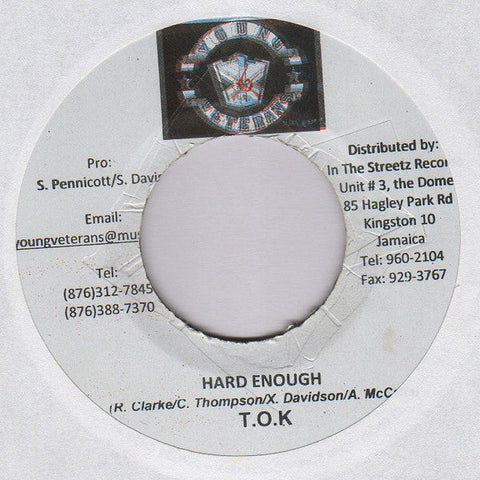 YOUNG
VETERANS
Pro:
S. Pennicott/S. Davis
Email:
youngveterans@mus
Tel:
(876)312-7845
(876)388-7370
Distributed by:
In The Streetz Recor
Unit # 3, the Dome
85 Hagley Park Rd
Kingston 10
Jamaica
Tel: 960-2104
Fax: 929-3767
HARD ENOUGH
(R. Clarke/C. Thompson/X. Davidson/A. McC
T.O.K